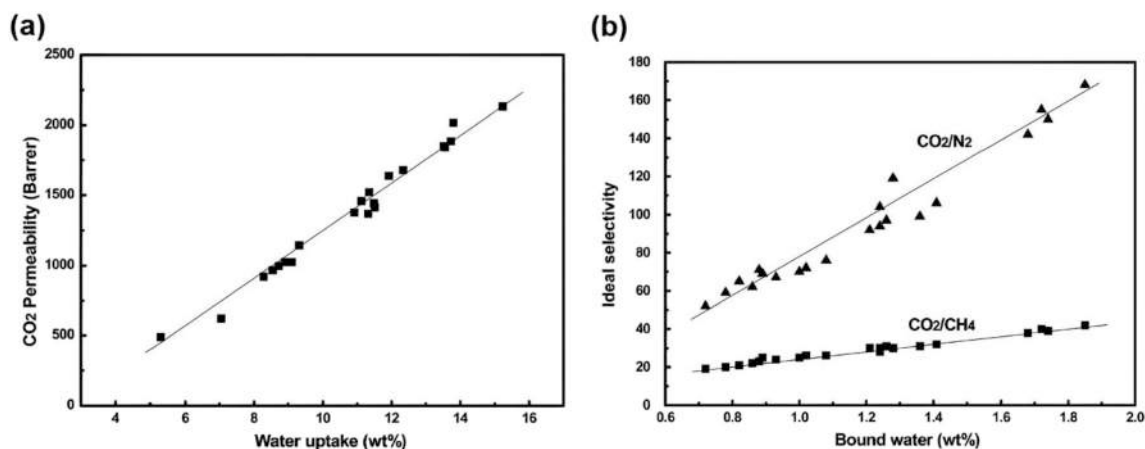 (a)
2500
2000
1500
1000
500
0
4 6 8 10 12 14 16
CO2 Permeability (Barrer)
Water uptake (wt%)
(b)
180
160
140
120
100
80
60
40
20
0
0.6 0.8 1.0 1.2 1.4 1.6 1.8 2.0
Ideal selectivity
CO2/N2
CO2/CH4
Bound water (wt%)